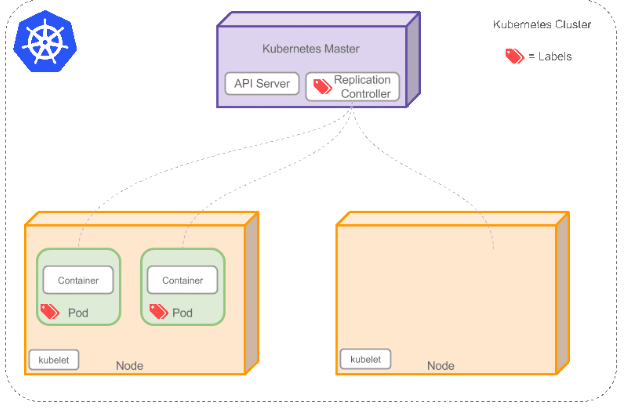 Kubernetes Cluster
= Labels
Kubernetes Master
API Server
Replication
Controller
Container
Container
Pod
Pod
kubelet
Node
kubelet
Node